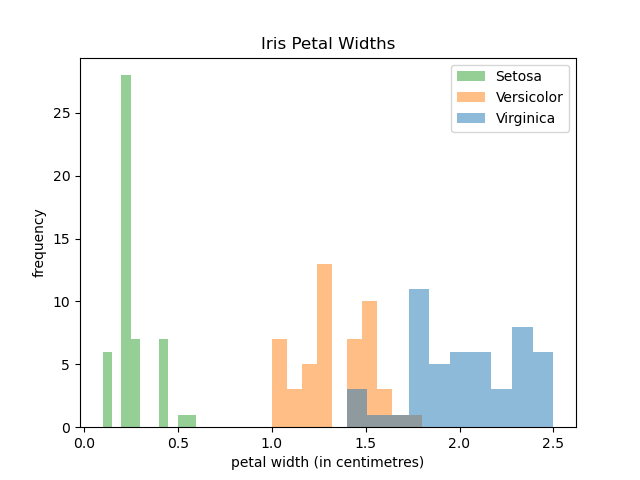 Iris Petal Widths
Setosa
Versicolor
Virginica
frequency
25
20
15
10
5
0
0.0 0.5 1.0 1.5 2.0 2.5
petal width (in centimetres)